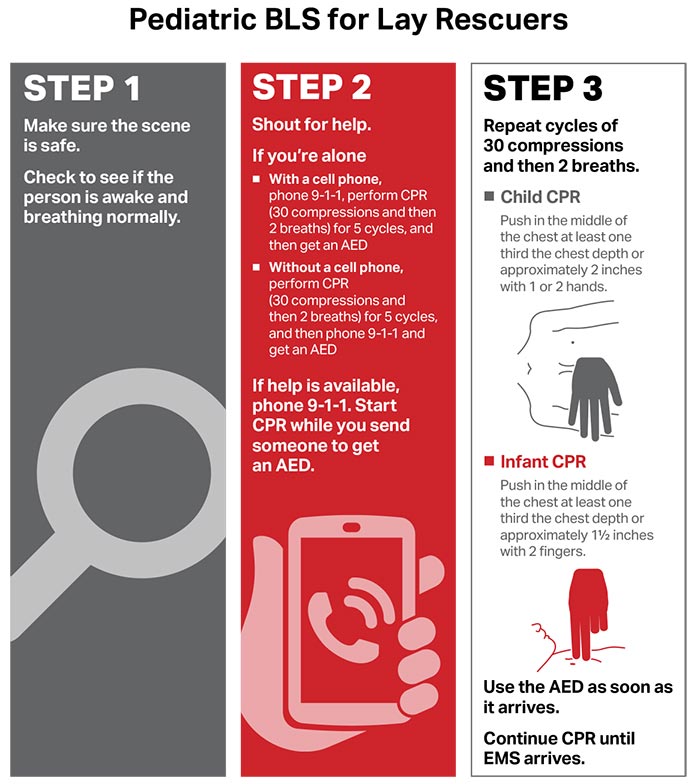 Pediatric BLS for Lay Rescuers
STEP 1
Make sure the scene
is safe.
Check to see if the
person is awake and
breathing normally.
STEP 2
Shout for help.
If you’re alone
■ With a cell phone,
phone 9-1-1, perform CPR
(30 compressions and then
2 breaths) for 5 cycles, and
then get an AED
■ Without a cell phone,
perform CPR
(30 compressions and
then 2 breaths) for 5 cycles,
and then phone 9-1-1 and
get an AED
If help is available,
phone 9-1-1. Start
CPR while you send
someone to get
an AED.
STEP 3
Repeat cycles of
30 compressions
and then 2 breaths.
■ Child CPR
Push in the middle of
the chest at least one
third the chest depth or
approximately 2 inches
with 1 or 2 hands.
■ Infant CPR
Push in the middle of
the chest at least one
third the chest depth or
approximately 1½ inches
with 2 fingers.
Use the AED as soon as
it arrives.
Continue CPR until
EMS arrives.